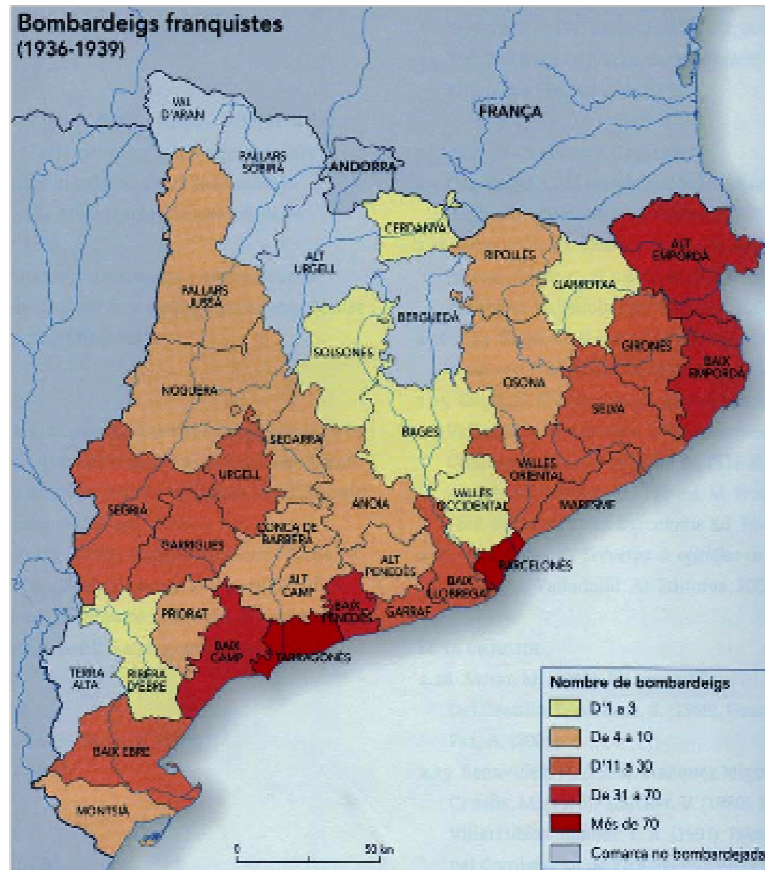 Bombardeigs franquistes
(1936-1939)
VAL
D'ARAN
PALLARS
SOBIRÀ
ANDORRA
FRANÇA
CERDANYA
RIPOLLÈS
ALT
EMPORDÀ
ALT
URGELL
GARROTXA
PALLARS
JUSSÀ
BERGUEDÀ
GIRONÈS
SOLSONÈS
BAIX
EMPORDÀ
NOGUERA
OSONA
SELVA
SEGARRA
BAGES
URGELL
VALLÈS
ORIENTAL
SEGRIÀ
ANOIA
VALLÈS
OCCIDENTAL
MARESME
GARRIGUES
CONCA DE
BARBERÀ
ALT
PENEDÈS
BARCELONÈS
ALT
CAMP
BAIX
LLOBREGAT
PRIORAT
BAIX
PENEDÈS
GARRAF
BAIX
CAMP
TARRAGONÈS
TERRA
ALTA
RIBERA
D'EBRE
BAIX EBRE
MONTSIÀ
0
50 km
Nombre de bombardeigs
D'1 a 3
De 4 a 10
D'11 a 30
De 31 a 70
Més de 70
Comarca no bombardejada